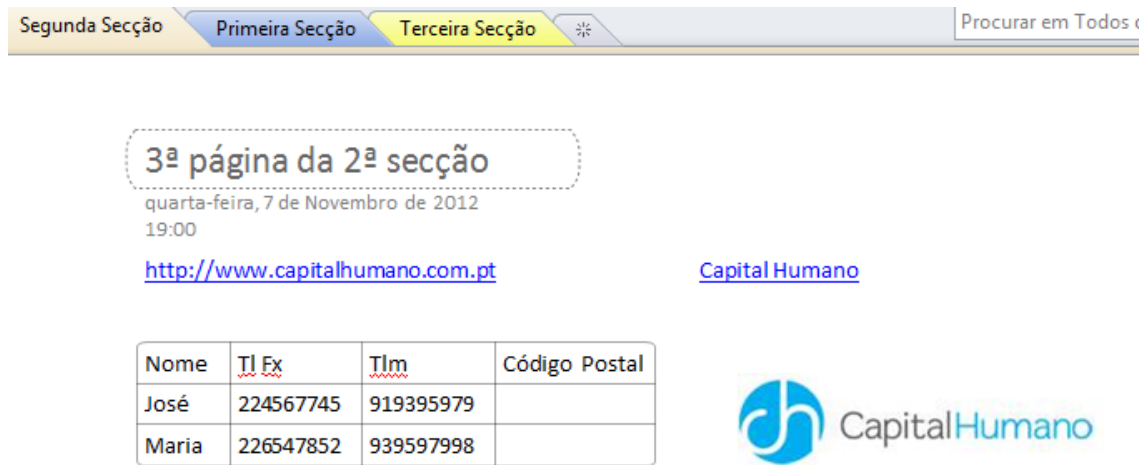 Segunda Secção Primeira Secção Terceira Secção Procurar em Todos
3ª página da 2ª secção
quarta-feira, 7 de Novembro de 2012
19:00
http://www.capitalhumano.com.pt Capital Humano
Nome Tl Fx Tlm Código Postal
José 224567745 919395979
Maria 226547852 939597998
CapitalHumano